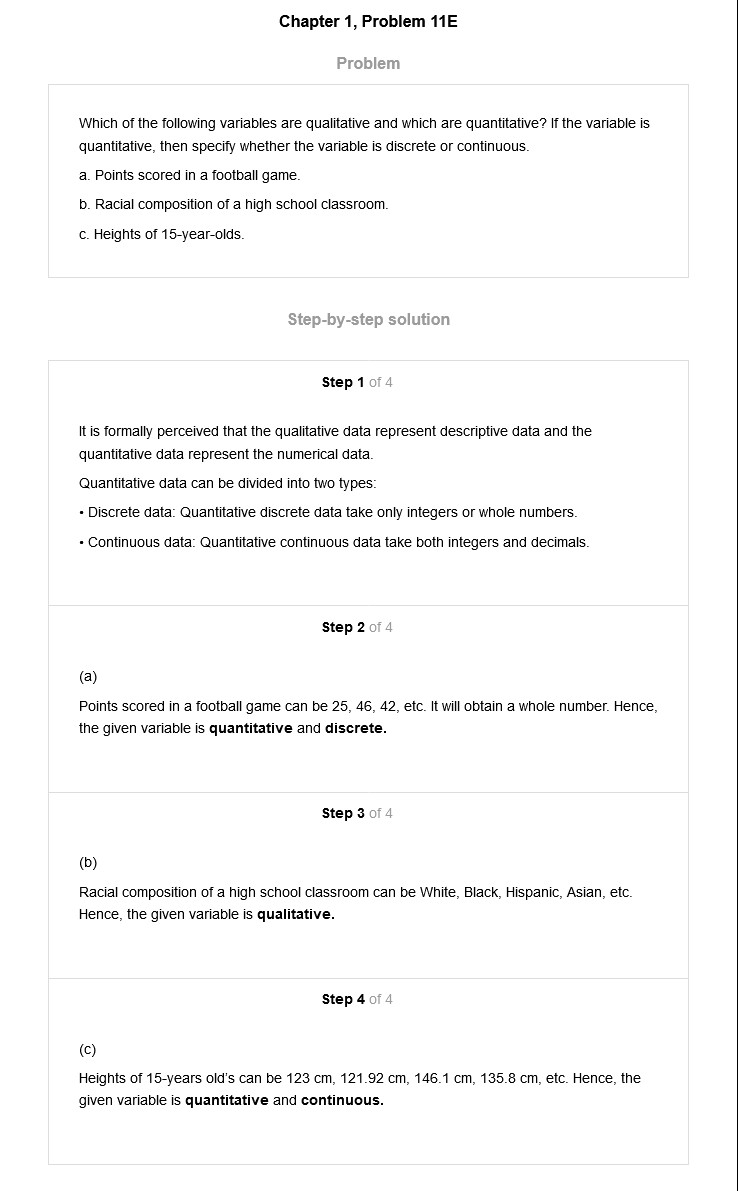 Chapter 1, Problem 11E
Problem
Which of the following variables are qualitative and which are quantitative? If the variable is
quantitative, then specify whether the variable is discrete or continuous.
a. Points scored in a football game.
b. Racial composition of a high school classroom.
c. Heights of 15-year-olds.
Step-by-step solution
Step 1 of 4
It is formally perceived that the qualitative data represent descriptive data and the
quantitative data represent the numerical data.
Quantitative data can be divided into two types:
• Discrete data: Quantitative discrete data take only integers or whole numbers.
• Continuous data: Quantitative continuous data take both integers and decimals.
Step 2 of 4
(a)
Points scored in a football game can be 25, 46, 42, etc. It will obtain a whole number. Hence,
the given variable is quantitative and discrete.
Step 3 of 4
(b)
Racial composition of a high school classroom can be White, Black, Hispanic, Asian, etc.
Hence, the given variable is qualitative.
Step 4 of 4
(c)
Heights of 15-years old's can be 123 cm, 121.92 cm, 146.1 cm, 135.8 cm, etc. Hence, the
given variable is quantitative and continuous.